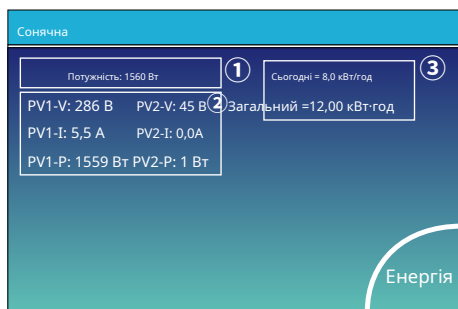 Сонячна
Потужність: 1560 Вт
①
Сьогодні = 8,0 кВт/год
③
PV1-V: 286 В PV2-V: 45 В
②
Загальний =12,00 кВт·год
PV1-I: 5,5 А PV2-I: 0,0А
PV1-P: 1559 Вт PV2-P: 1 Вт
Енергія